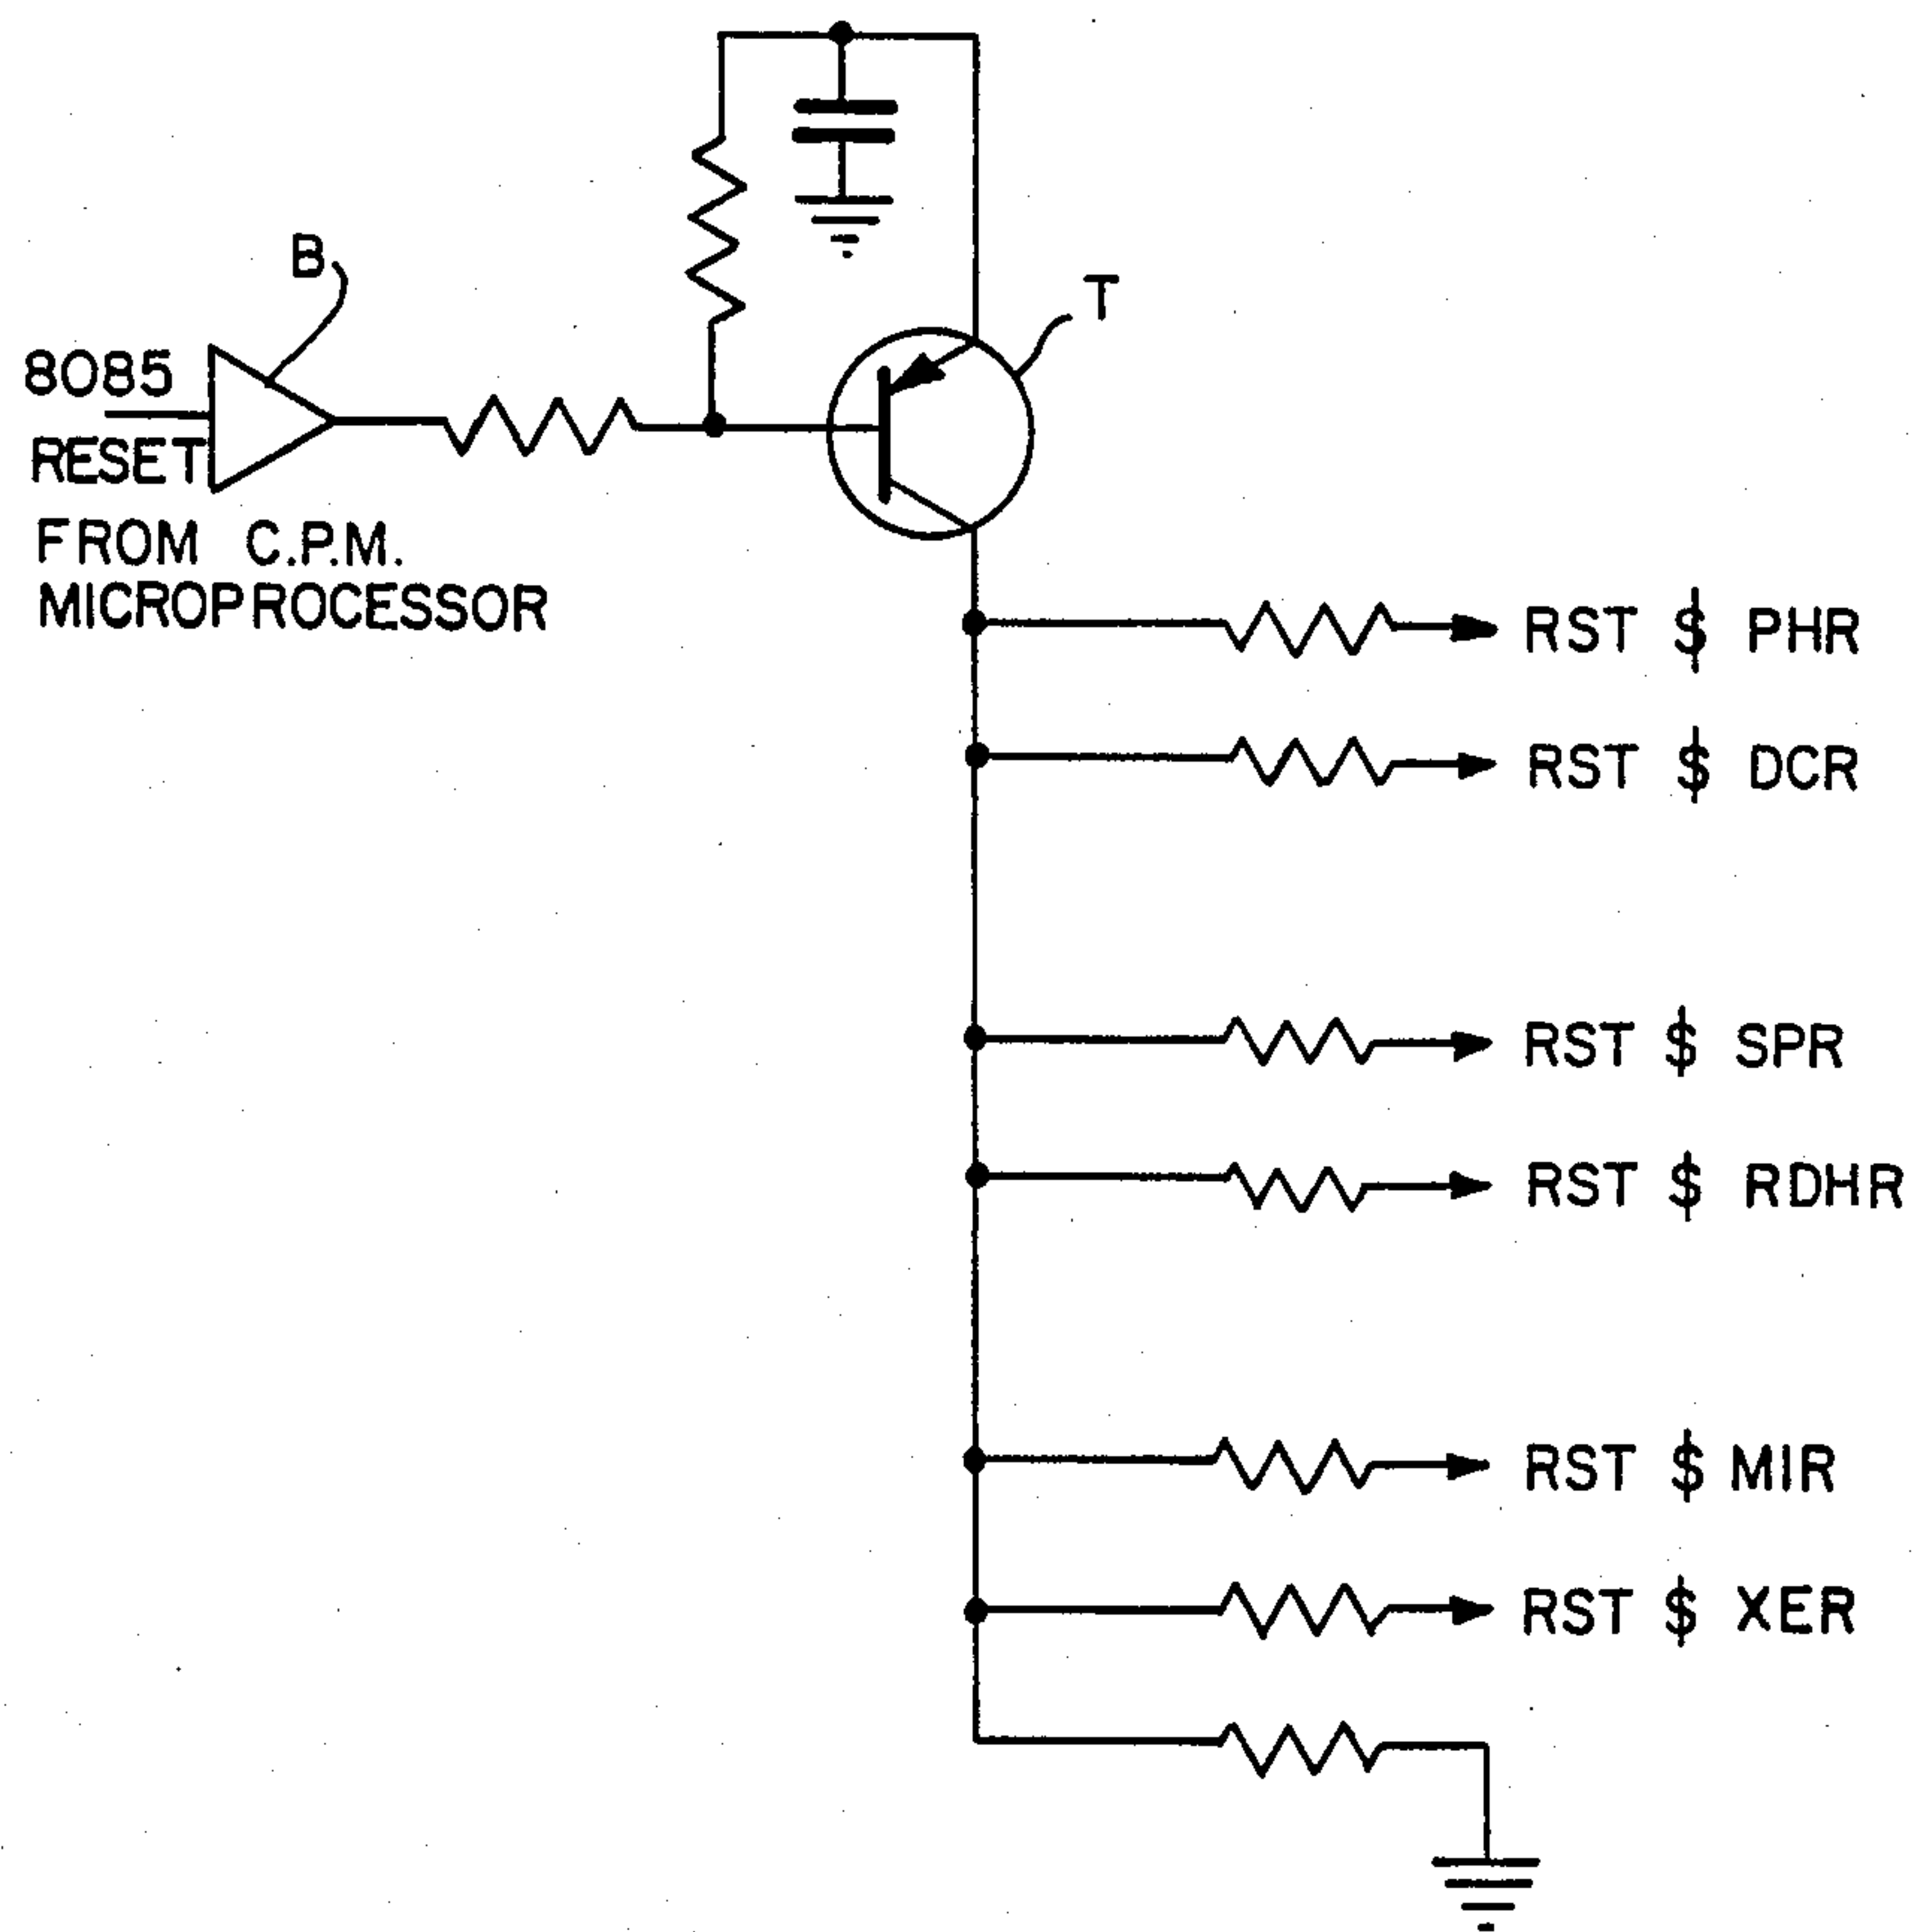 B
T
8085
RESET
FROM C.P.M.
MICROPROCESSOR
RST $ PHR
RST $ DCR
RST $ SPR
RST $ RDHR
RST $ MIR
RST $ XER